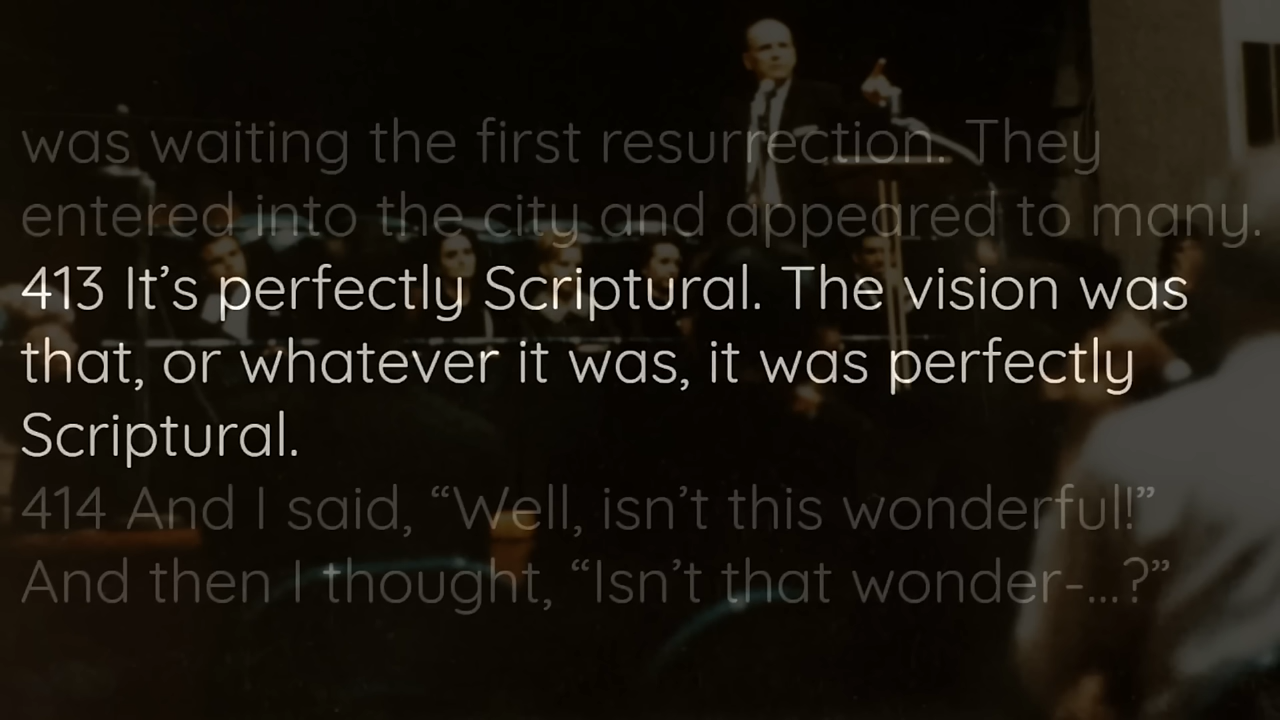 was waiting the first resurrection. They
entered into the city and appeared to many.
413 It’s perfectly Scriptural. The vision was
that, or whatever it was, it was perfectly
Scriptural.
414 And I said, “Well, isn’t this wonderful!”
And then I thought, “Isn’t that wonder-...?”